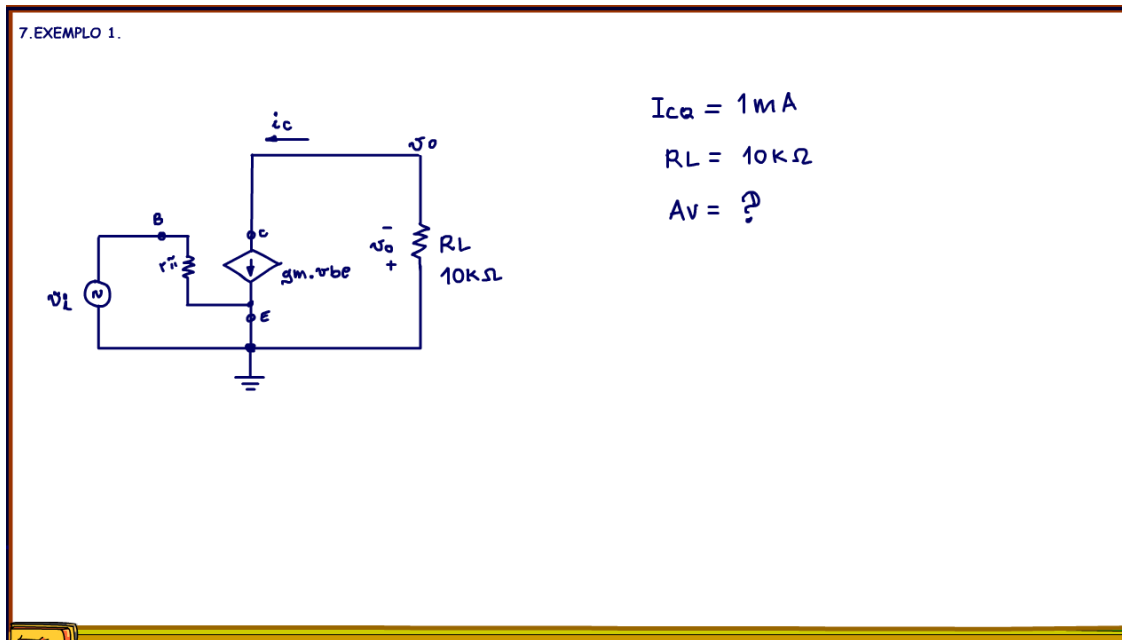 7.EXEMPLO 1.
ic
vo
B
C
rπ
gm.vbe
vi
E
-
vo
+
RL
10KΩ
ICQ = 1mA
RL = 10KΩ
Av = ?